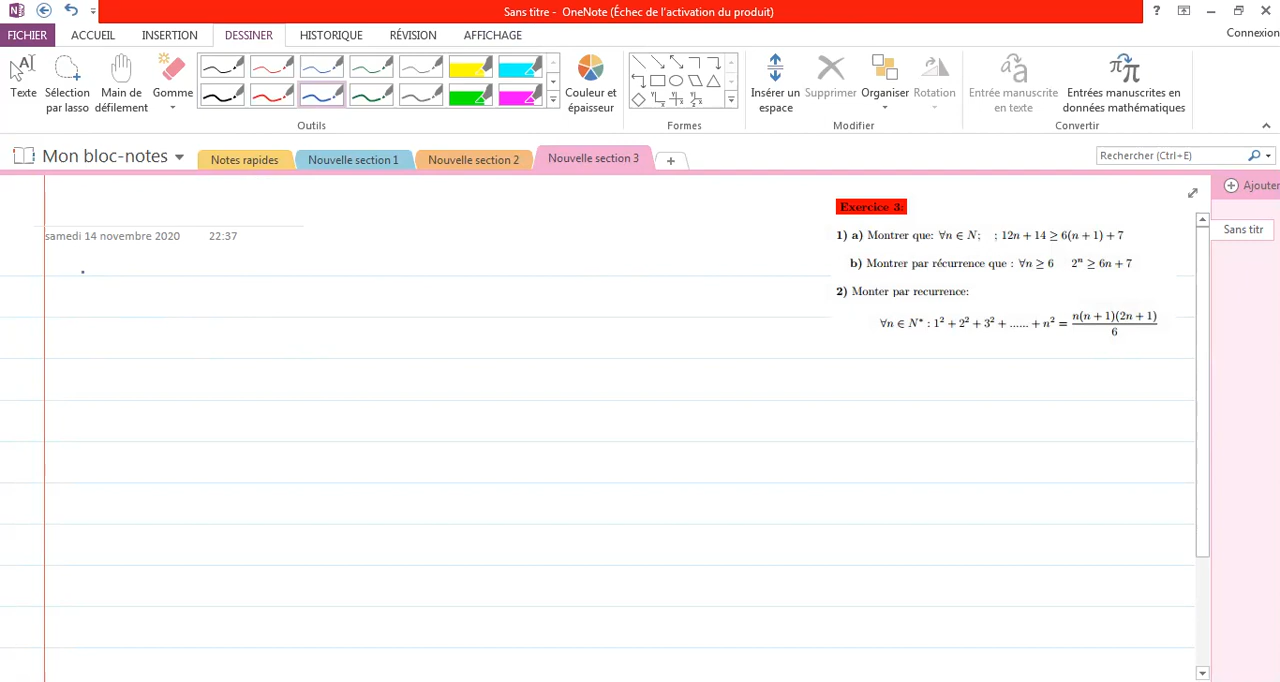 Sans titre - OneNote (Échec de l'activation du produit)
?
FICHIER ACCUEIL INSERTION DESSINER HISTORIQUE RÉVISION AFFICHAGE Connexion
Texte
Sélection par lasso
Main de défilement
Gomme
Couleur et épaisseur
Insérer un espace
Supprimer
Organiser
Rotation
Entrée manuscrite en texte
Entrées manuscrites en données mathématiques
Outils Formes Modifier Convertir
Mon bloc-notes Notes rapides Nouvelle section 1 Nouvelle section 2 Nouvelle section 3 + Rechercher (Ctrl+E)
Ajouter
Sans titr
samedi 14 novembre 2020 22:37
Exercice 3:
1) a) Montrer que: ∀n ∈ N; ; 12n + 14 ≥ 6(n + 1) + 7
b) Montrer par récurrence que : ∀n ≥ 6 2ⁿ ≥ 6n + 7
2) Monter par recurrence:
∀n ∈ N* : 1² + 2² + 3² + ...... + n² = n(n + 1)(2n + 1) / 6